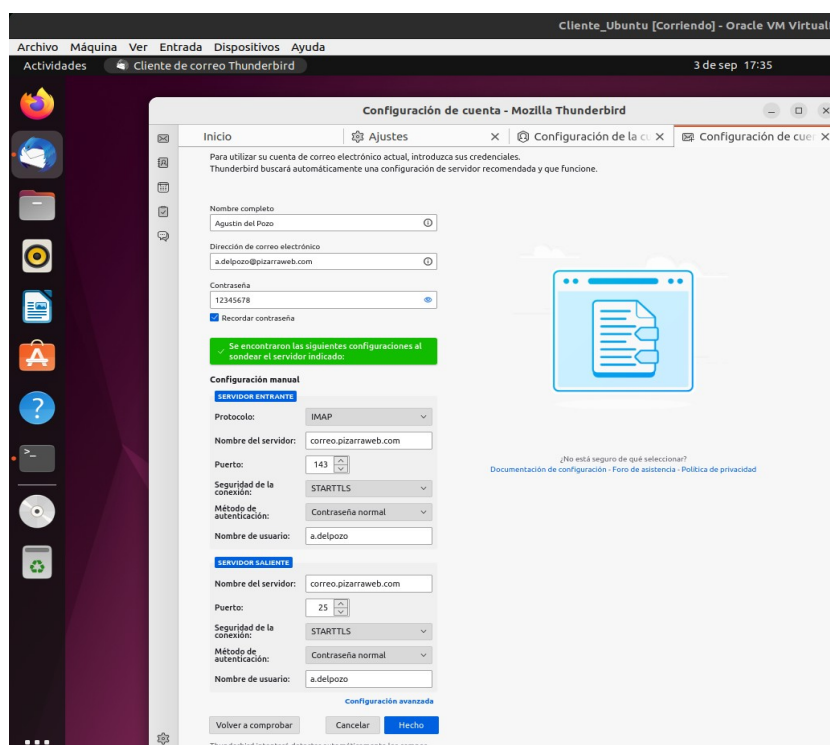 Cliente_Ubuntu [Corriendo] - Oracle VM
Archivo Máquina Ver Entrada Dispositivos Ayuda
Actividades Cliente de correo Thunderbird 3 de sep 17:35
Configuración de cuenta - Mozilla Thunderbird
Inicio Ajustes Configuración de la Configuración de
Para utilizar su cuenta de correo electrónico actual, introduzca sus credenciales.
Thunderbird buscará automáticamente una configuración de servidor recomendada y que funcione.
Nombre completo
Agustin del Pozo
Dirección de correo electrónico
a.delpozo@pizarraweb.com
Contraseña
12345678
Recordar contraseña
Se encontraron las siguientes configuraciones al
sondear el servidor indicado:
Configuración manual
SERVIDOR ENTRANTE
Protocolo: IMAP
Nombre del servidor: correo.pizarraweb.com
Puerto: 143
Seguridad de la
conexión: STARTTLS
Método de
autenticación: Contraseña normal
Nombre de usuario: a.delpozo
SERVIDOR SALIENTE
Nombre del servidor: correo.pizarraweb.com
Puerto: 25
Seguridad de la
conexión: STARTTLS
Método de
autenticación: Contraseña normal
Nombre de usuario: a.delpozo
Configuración avanzada
Volver a comprobar Cancelar Hecho
¿No está seguro de qué seleccionar?
Documentación de configuración - Foro de asistencia - Política de privacidad